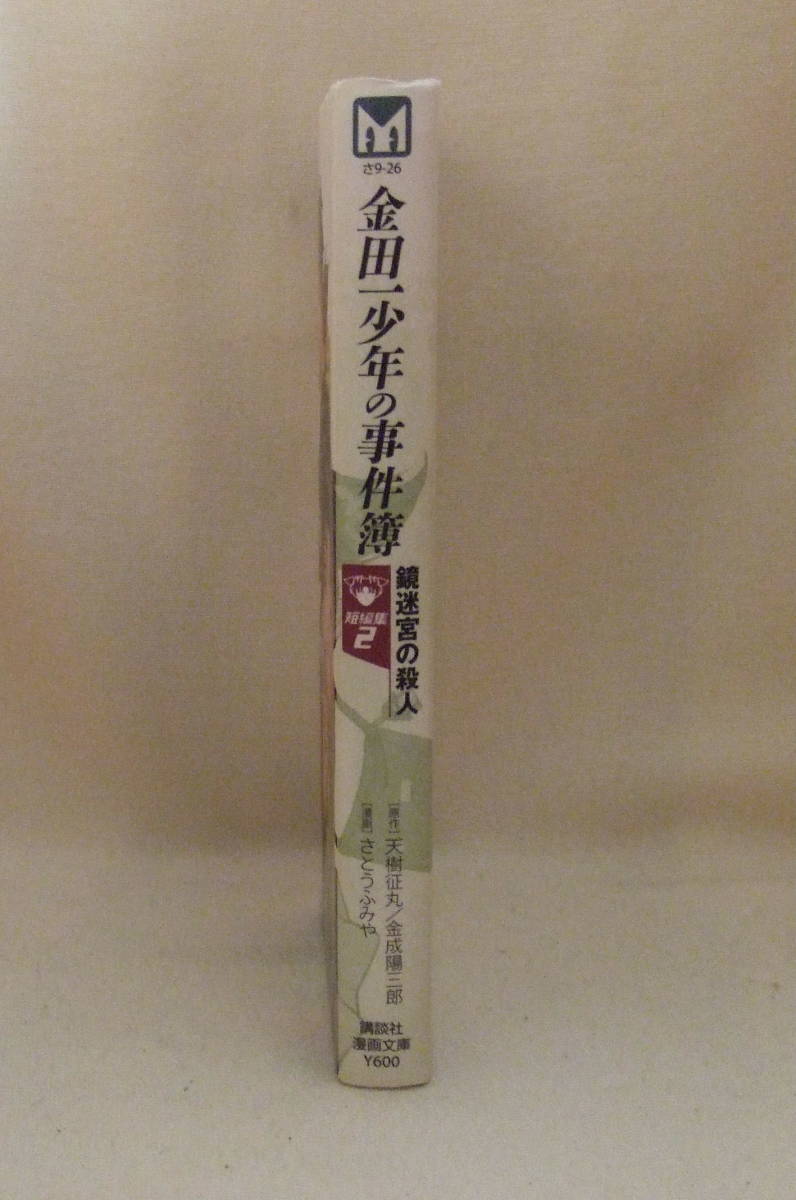 さ9-26
金田一少年の事件簿
鏡迷宮の殺人
短編集
2
[原作]天樹征丸/金成陽三郎
[漫画]さとうふみや
講談社
漫画文庫
Y600